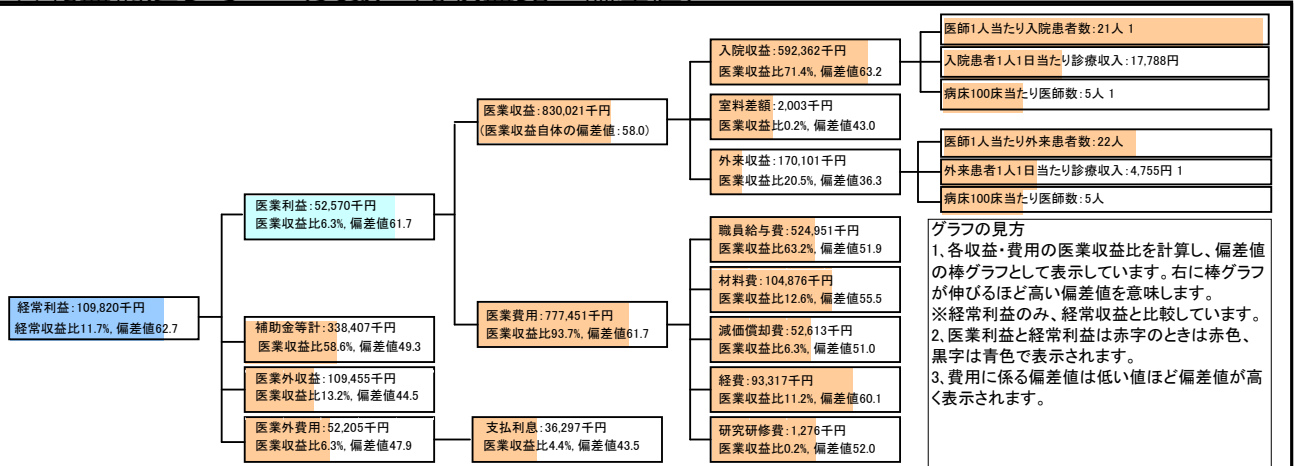 経常利益:109,820千円
経常収益比11.7%, 偏差値62.7
医業利益:52,570千円
医業収益比6.3%, 偏差値61.7
補助金等計:338,407千円
医業収益比58.6%, 偏差値49.3
医業外収益:109,455千円
医業収益比13.2%, 偏差値44.5
医業外費用:52,205千円
医業収益比6.3%, 偏差値47.9
医業収益:830,021千円
(医業収益自体の偏差値:58.0)
医業費用:777,451千円
医業収益比93.7%, 偏差値61.7
支払利息:36,297千円
医業収益比4.4%, 偏差値43.5
入院収益:592,362千円
医業収益比71.4%, 偏差値63.2
室料差額:2,003千円
医業収益比0.2%, 偏差値43.0
外来収益:170,101千円
医業収益比20.5%, 偏差値36.3
職員給与費:524,951千円
医業収益比63.2%, 偏差値51.9
材料費:104,876千円
医業収益比12.6%, 偏差値55.5
減価償却費:52,613千円
医業収益比6.3%, 偏差値51.0
経費:93,317千円
医業収益比11.2%, 偏差値60.1
研究研修費:1,276千円
医業収益比0.2%, 偏差値52.0
医師1人当たり入院患者数:21人 1
入院患者1人1日当たり診療収入:17,788円
病床100床当たり医師数:5人 1
医師1人当たり外来患者数:22人
外来患者1人1日当たり診療収入:4,755円 1
病床100床当たり医師数:5人
グラフの見方
1、各収益・費用の医業収益比を計算し、偏差値
の棒グラフとして表示しています。右に棒グラフ
が伸びるほど高い偏差値を意味します。
※経常利益のみ、経常収益と比較しています。
2、医業利益と経常利益は赤字のときは赤色、
黒字は青色で表示されます。
3、費用に係る偏差値は低い値ほど偏差値が高
く表示されます。